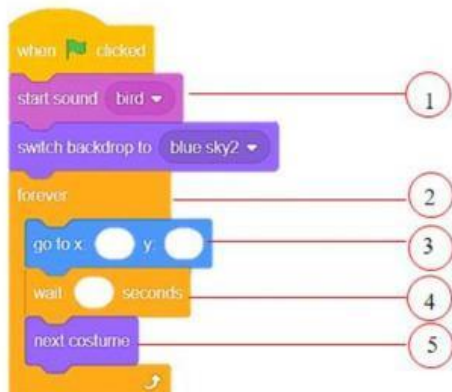 when clicked
start sound bird
1
switch backdrop to blue sky2
forever
2
go to x: y:
3
wait seconds
4
next costume
5